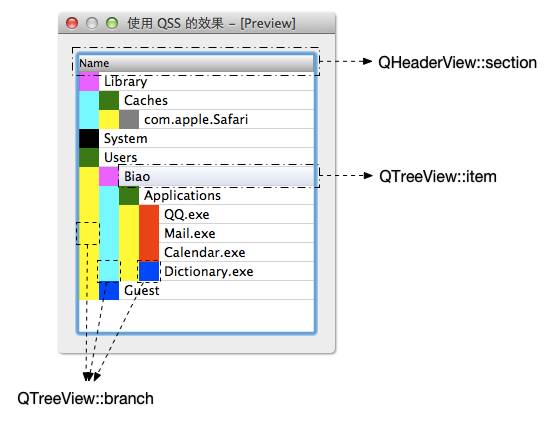 使用 QSS 的效果 – [Preview]
Name
QHeaderView::section
Library
Caches
com.apple.Safari
System
Users
Biao
QTreeView::item
Applications
QQ.exe
Mail.exe
Calendar.exe
Dictionary.exe
Guest
QTreeView::branch